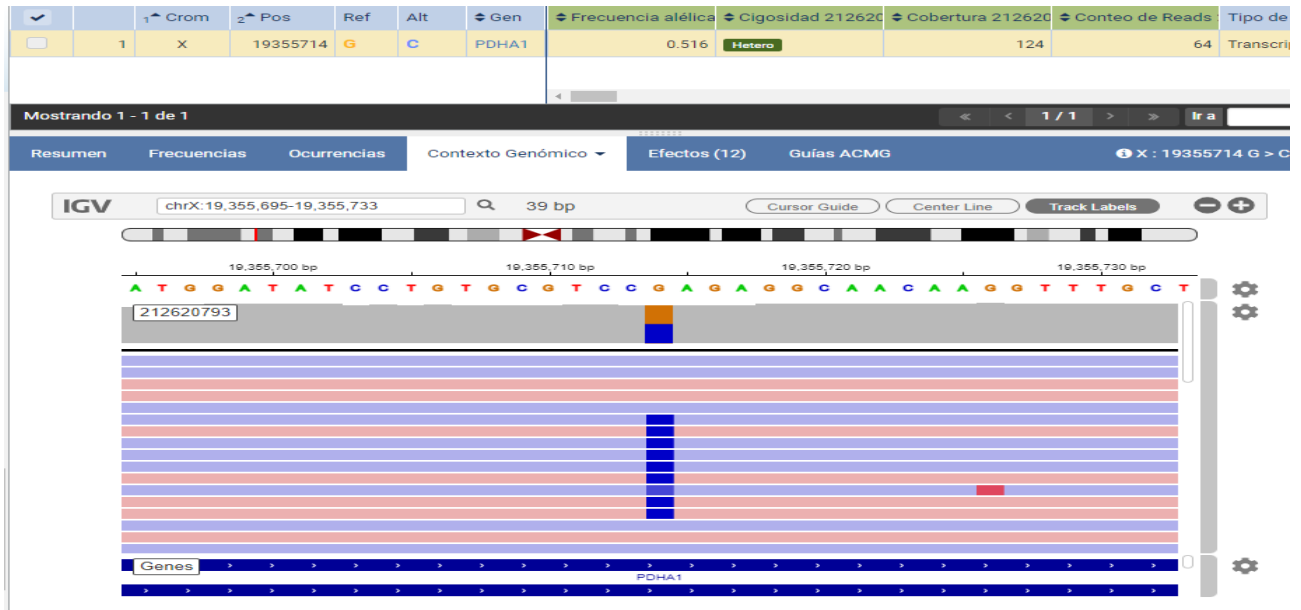 1 Crom 2 Pos Ref Alt Gen Frecuencia alélica Cigosidad 212620 Cobertura 212620 Conteo de Reads Tipo de
1 X 19355714 G C PDHA1 0.516 Hetero 124 64 Transcrip
Mostrando 1 - 1 de 1 « < 1 / 1 > » Ir a
Resumen Frecuencias Ocurrencias Contexto Genómico Efectos (12) Guías ACMG X : 19355714 G > C
IGV chrX:19,355,695-19,355,733 39 bp Cursor Guide Center Line Track Labels
19,355,700 bp 19,355,710 bp 19,355,720 bp 19,355,730 bp
A T G G A T A T C C T G T G C G T C C G A G A G G C A A C A A G G T T T G C T
212620793
Genes
PDHA1